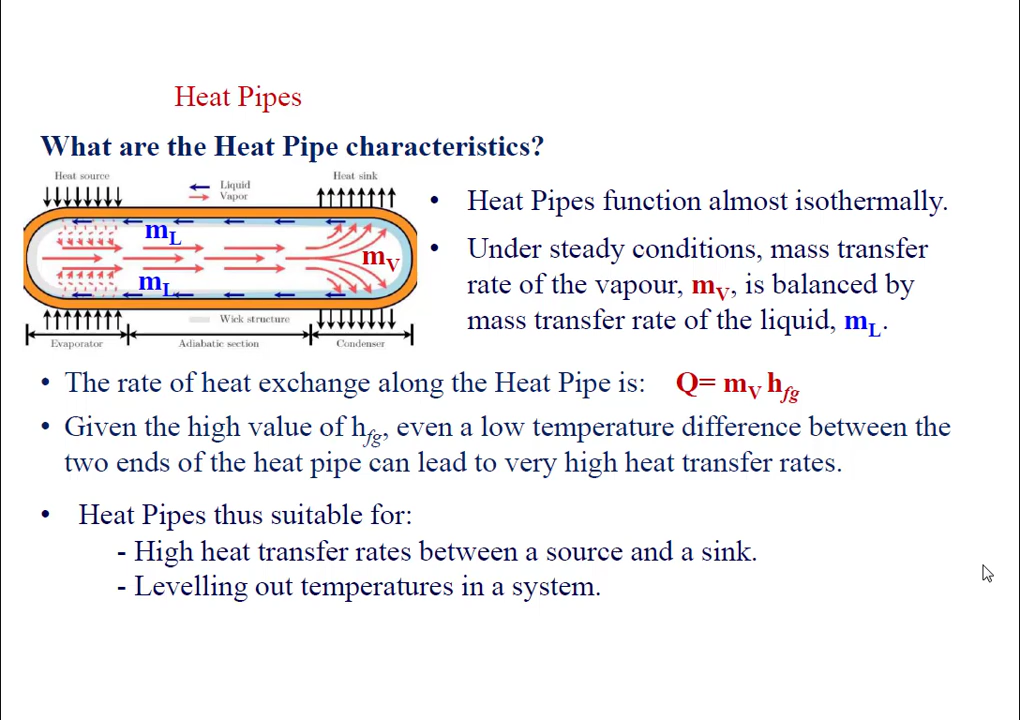 Heat Pipes
What are the Heat Pipe characteristics?
Heat source
Liquid
Vapor
Heat sink
m_L
m_V
m_L
Wick structure
Evaporator
Adiabatic section
Condenser
• Heat Pipes function almost isothermally.
• Under steady conditions, mass transfer
rate of the vapour, m_V, is balanced by
mass transfer rate of the liquid, m_L.
• The rate of heat exchange along the Heat Pipe is: Q= m_V h_fg
• Given the high value of h_fg, even a low temperature difference between the
two ends of the heat pipe can lead to very high heat transfer rates.
• Heat Pipes thus suitable for:
- High heat transfer rates between a source and a sink.
- Levelling out temperatures in a system.